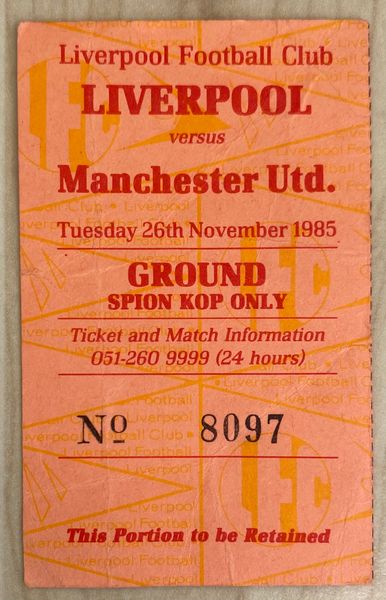 Liverpool Football Club
LIVERPOOL
versus
Manchester Utd.
Tuesday 26th November 1985
GROUND
SPION KOP ONLY
Ticket and Match Information
051-260 9999 (24 hours)
Nº 8097
This Portion to be Retained